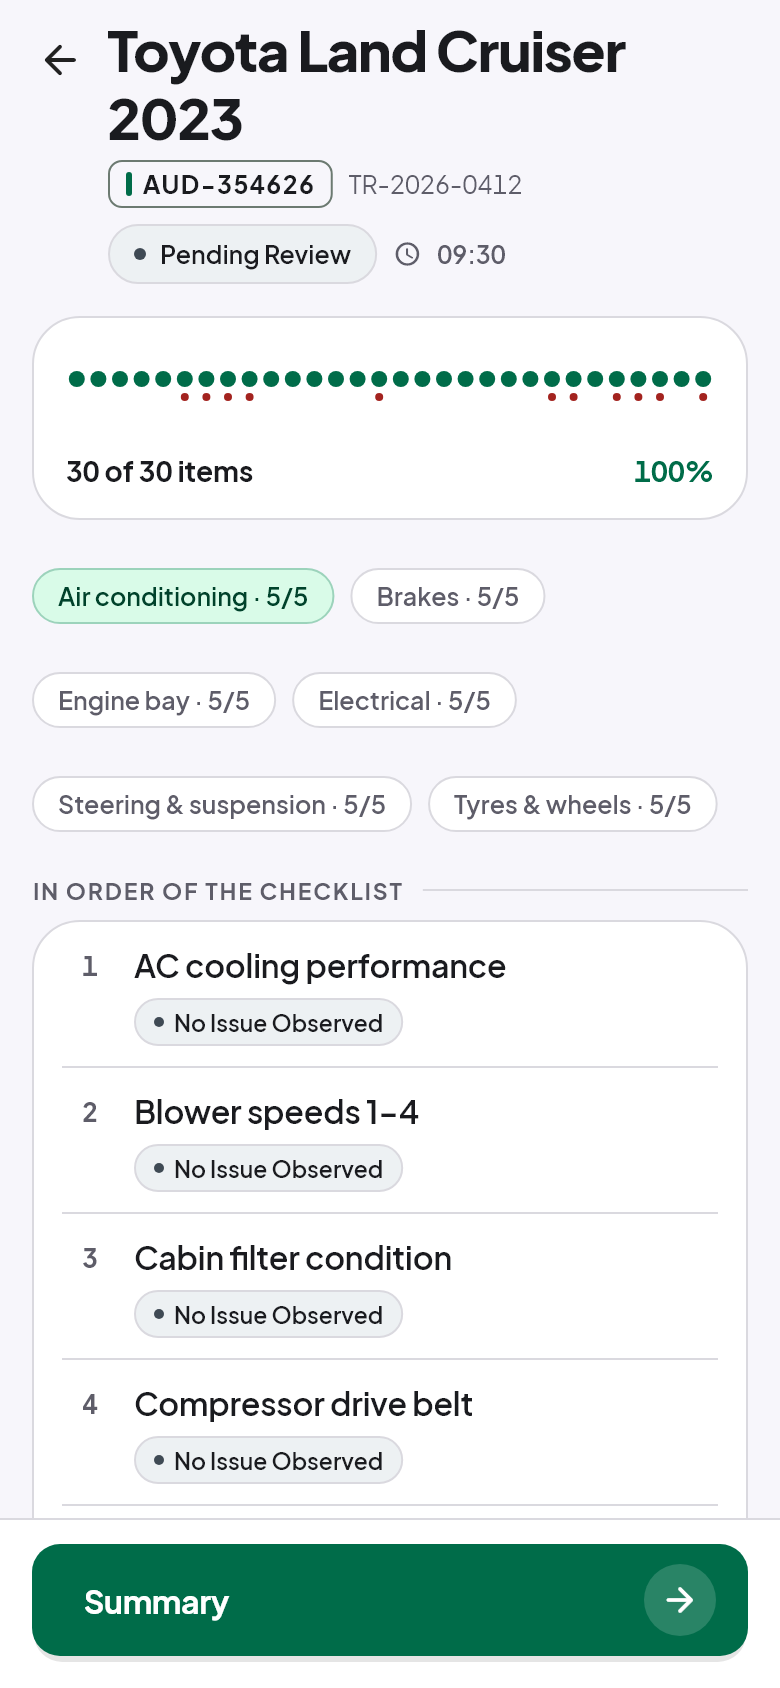 Toyota Land Cruiser
2023
AUD-354626 TR-2026-0412
Pending Review 09:30
30 of 30 items 100%
Air conditioning · 5/5 Brakes · 5/5
Engine bay · 5/5 Electrical · 5/5
Steering & suspension · 5/5 Tyres & wheels · 5/5
IN ORDER OF THE CHECKLIST
1 AC cooling performance
No Issue Observed
2 Blower speeds 1–4
No Issue Observed
3 Cabin filter condition
No Issue Observed
4 Compressor drive belt
No Issue Observed
Summary